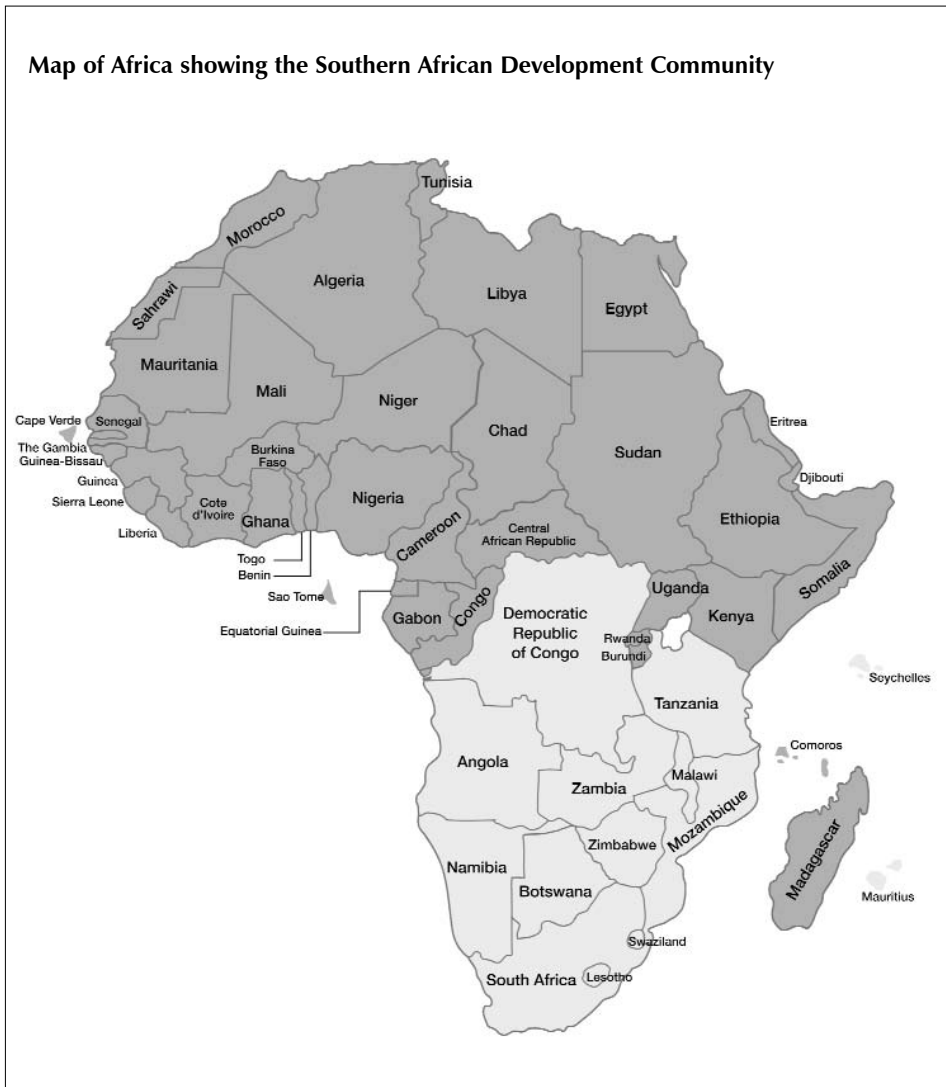 Map of Africa showing the Southern African Development Community
Tunisia
Morocco
Algeria
Libya
Egypt
Sahrawi
Mauritania
Mali
Niger
Chad
Sudan
Eritrea
Cape Verde
Senegal
The Gambia
Guinea-Bissau
Burkina
Faso
Djibouti
Guinea
Sierra Leone
Cote
d'Ivoire
Ghana
Nigeria
Ethiopia
Liberia
Cameroon
Central
African Republic
Somalia
Togo
Benin
Sao Tome
Uganda
Kenya
Equatorial Guinea
Gabon
Congo
Democratic
Republic
of Congo
Rwanda
Burundi
Seychelles
Tanzania
Comoros
Angola
Malawi
Zambia
Mozambique
Zimbabwe
Madagascar
Namibia
Botswana
Mauritius
Swaziland
South Africa
Lesotho